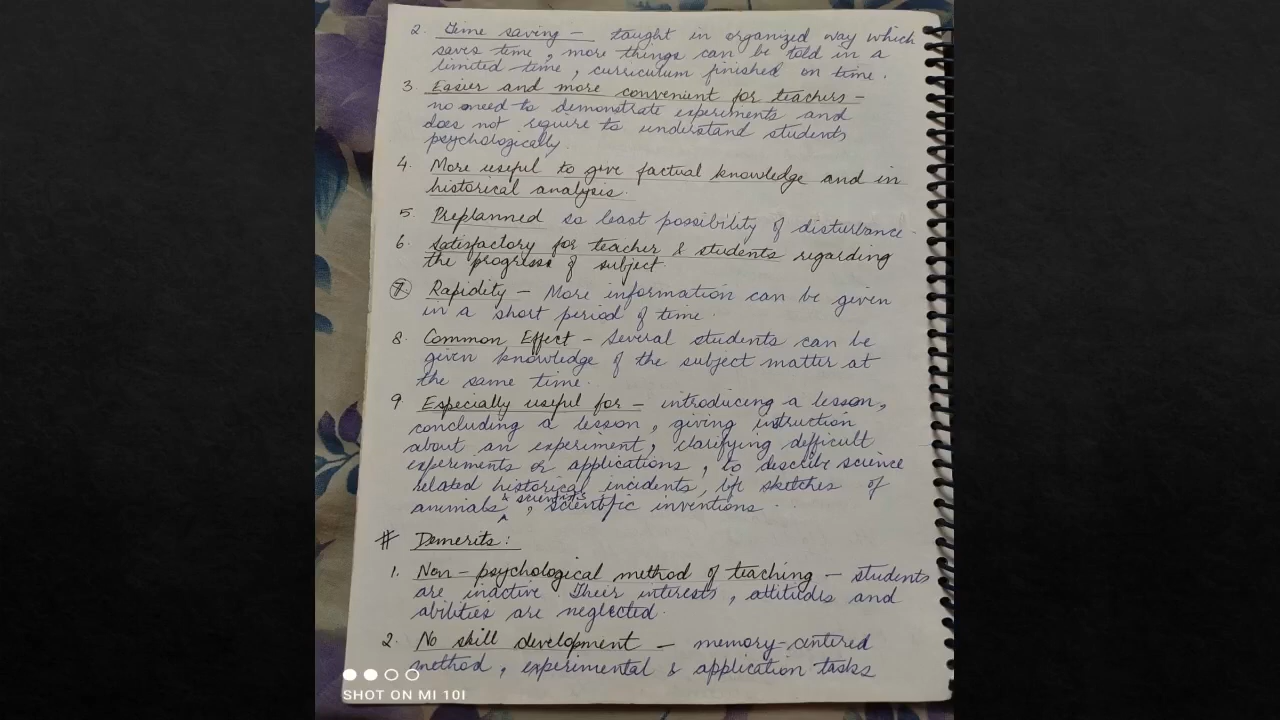 2. Time saving - taught in organized way which
saves time, more things can be told in a
limited time, curriculum finished on time.
3. Easier and more convenient for teachers -
no need to demonstrate experiments and
does not require to understand students
psychologically.
4. More useful to give factual knowledge and in
historical analysis.
5. Preplanned so least possibility of disturbance.
6. Satisfactory for teacher & students regarding
the progress of subject.
7. Rapidity - More information can be given
in a short period of time.
8. Common Effect - Several students can be
given knowledge of the subject matter at
the same time.
9 Especially useful for - introducing a lesson,
concluding a lesson, giving instruction
about an experiment, clarifying difficult
experiments or applications, to describe science
related historical incidents, life sketches of
animals & scientists, scientific inventions.
# Demerits:
1. Non-psychological method of teaching - students
are inactive. Their interests, attitudes and
abilities are neglected.
2. No skill development - memory-centered
method, experimental & application tasks
SHOT ON MI 10I